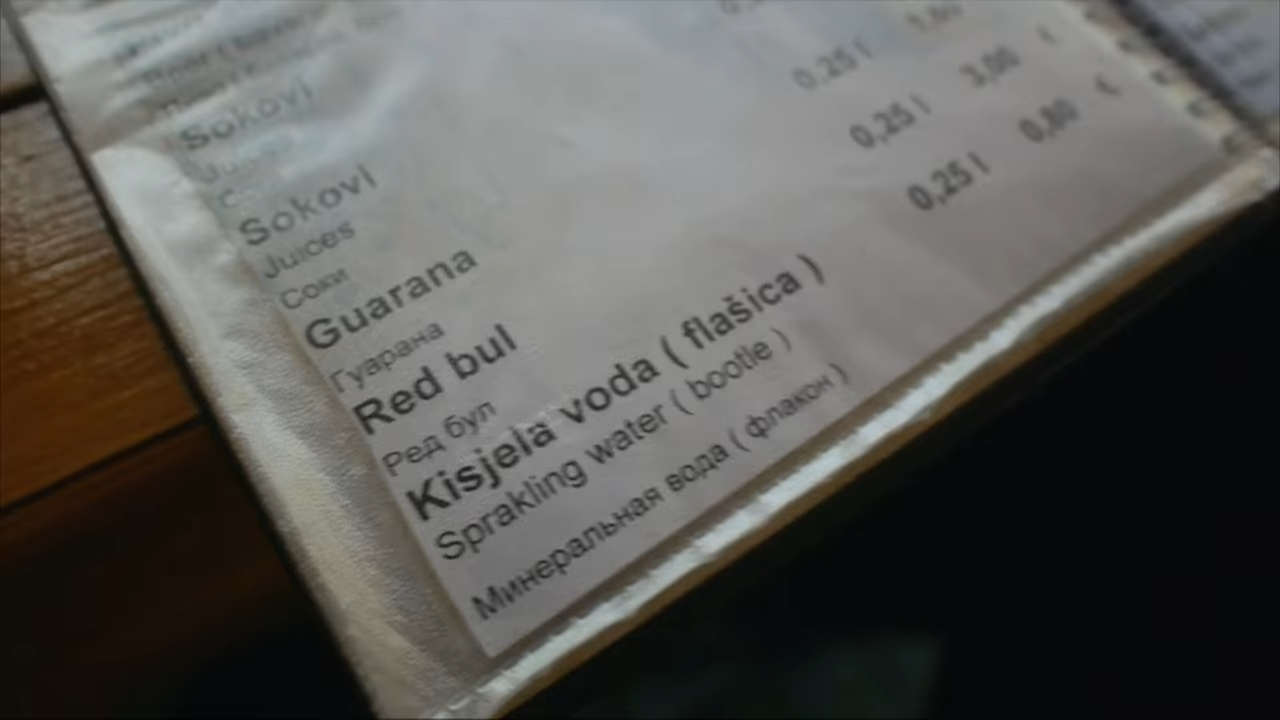 Sokovi
Juices
Sokovi
Juices
Соки
Guarana 0,25 l
Гуарана
Red bul 0,25 l 3,00 €
Ред бул
Kisjela voda ( flašica ) 0,25 l 0,80 €
Sprakling water ( bootle )
Минеральная вода ( флакон )